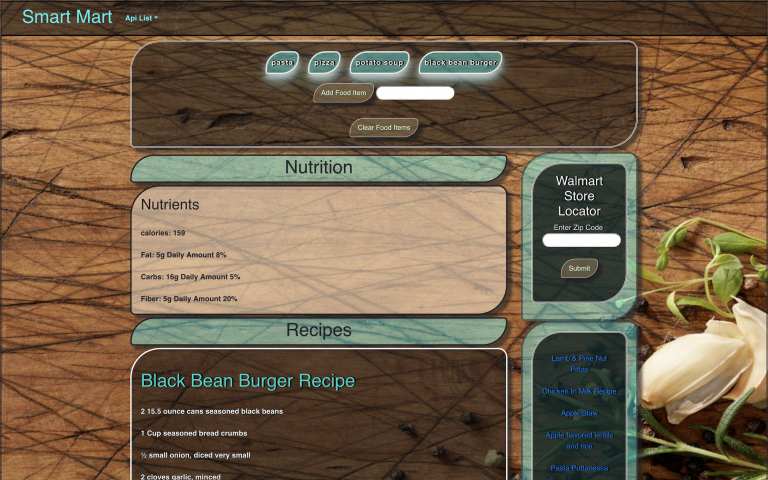 Smart Mart Api List
pasta pizza potato soup black bean burger
Add Food Item
Clear Food Items
Nutrition
Nutrients
calories: 159
Fat: 5g Daily Amount 8%
Carbs: 16g Daily Amount 5%
Fiber: 5g Daily Amount 20%
Recipes
Black Bean Burger Recipe
2 15.5 ounce cans seasoned black beans
1 Cup seasoned bread crumbs
½ small onion, diced very small
2 cloves garlic, minced
Walmart
Store
Locator
Enter Zip Code
Submit
Lamb & Pine Nut
Pittas
Chicken In Milk Recipe
Apple Slaw
Apple flavored lentils
and rice
Pasta Puttanesca